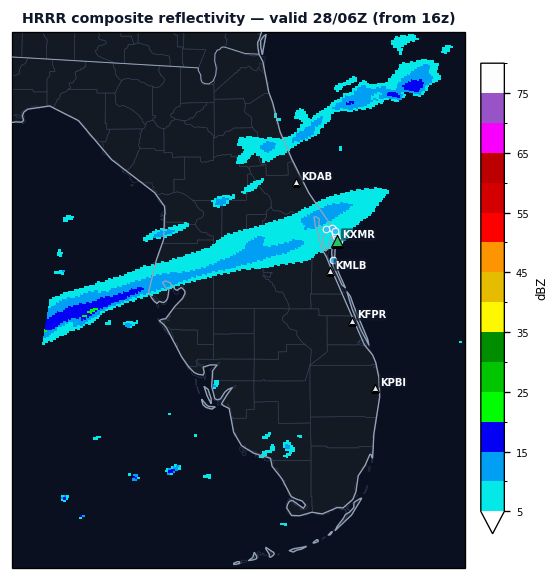 HRRR composite reflectivity — valid 28/06Z (from 16z)
KDAB
KXMR
KMLB
KFPR
KPBI
75
65
55
45
35
25
15
5
dBZ